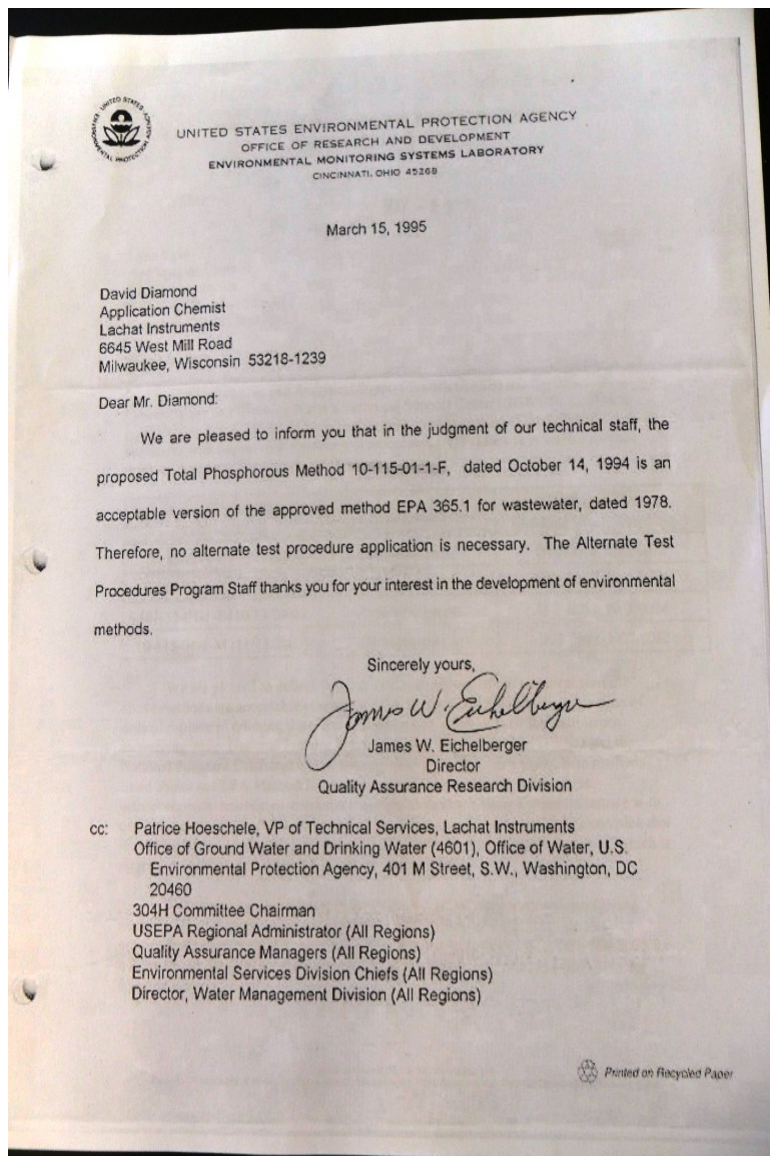 UNITED STATES ENVIRONMENTAL PROTECTION AGENCY
OFFICE OF RESEARCH AND DEVELOPMENT
ENVIRONMENTAL MONITORING SYSTEMS LABORATORY
CINCINNATI, OHIO 45268
March 15, 1995
David Diamond
Application Chemist
Lachat Instruments
6645 West Mill Road
Milwaukee, Wisconsin 53218-1239
Dear Mr. Diamond:
We are pleased to inform you that in the judgment of our technical staff, the
proposed Total Phosphorous Method 10-115-01-1-F, dated October 14, 1994 is an
acceptable version of the approved method EPA 365.1 for wastewater, dated 1978.
Therefore, no alternate test procedure application is necessary. The Alternate Test
Procedures Program Staff thanks you for your interest in the development of environmental
methods.
Sincerely yours,
James W. Eichelberger
James W. Eichelberger
Director
Quality Assurance Research Division
cc: Patrice Hoeschele, VP of Technical Services, Lachat Instruments
Office of Ground Water and Drinking Water (4601), Office of Water, U.S.
Environmental Protection Agency, 401 M Street, S.W., Washington, DC
20460
304H Committee Chairman
USEPA Regional Administrator (All Regions)
Quality Assurance Managers (All Regions)
Environmental Services Division Chiefs (All Regions)
Director, Water Management Division (All Regions)
Printed on Recycled Paper